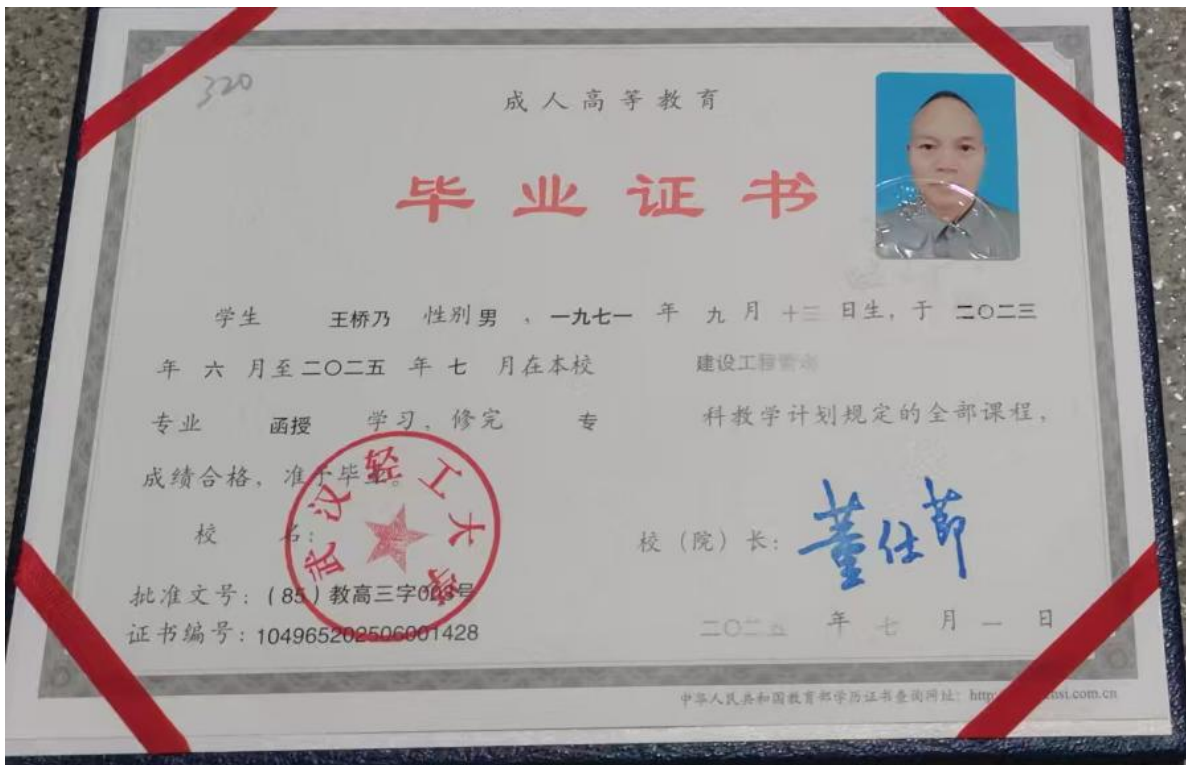 320
成人高等教育
毕业证书
学生 王桥乃 性别 男 ，一九七一 年 九 月 十三 日生，于 二〇二三
年 六 月至 二〇二五 年 七 月在本校 建设工程管理
专业 函授 学习，修完 专 科教学计划规定的全部课程，
成绩合格，准予毕业。
武汉轻工大学
校 名：
校（院）长：董仕节
批准文号：(85)教高三字003号
证书编号：104965202506001428
二〇二五 年 七 月 一 日
中华人民共和国教育部学历证书查询网址：